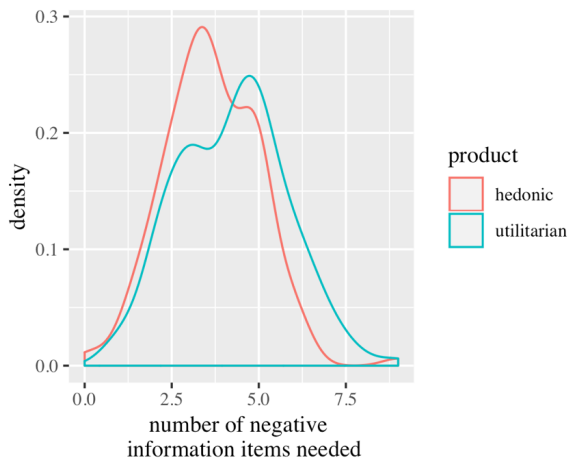 0.3
0.2
0.1
0.0
density
0.0 2.5 5.0 7.5
number of negative
information items needed
product
hedonic
utilitarian